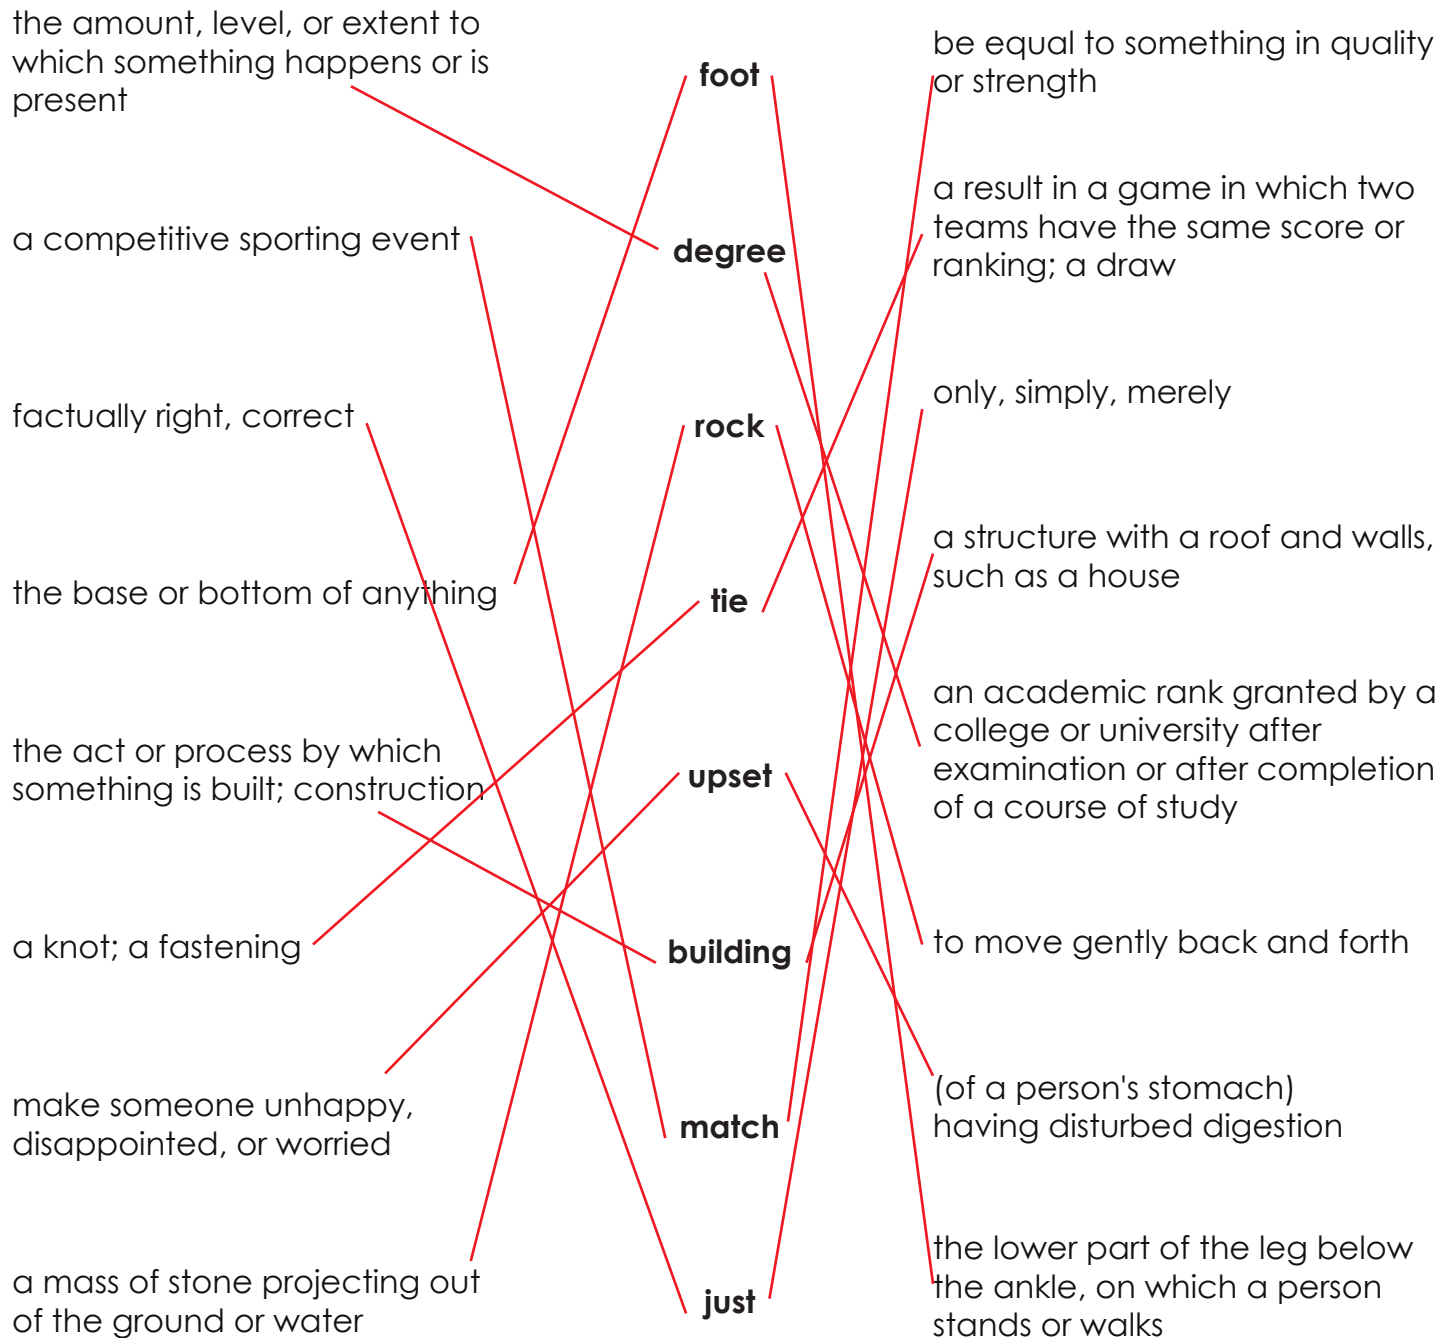 the amount, level, or extent to
which something happens or is
present
a competitive sporting event
factually right, correct
the base or bottom of anything
the act or process by which
something is built; construction
a knot; a fastening
make someone unhappy,
disappointed, or worried
a mass of stone projecting out
of the ground or water
foot
degree
rock
tie
upset
building
match
just
be equal to something in quality
or strength
a result in a game in which two
teams have the same score or
ranking; a draw
only, simply, merely
a structure with a roof and walls,
such as a house
an academic rank granted by a
college or university after
examination or after completion
of a course of study
to move gently back and forth
(of a person's stomach)
having disturbed digestion
the lower part of the leg below
the ankle, on which a person
stands or walks